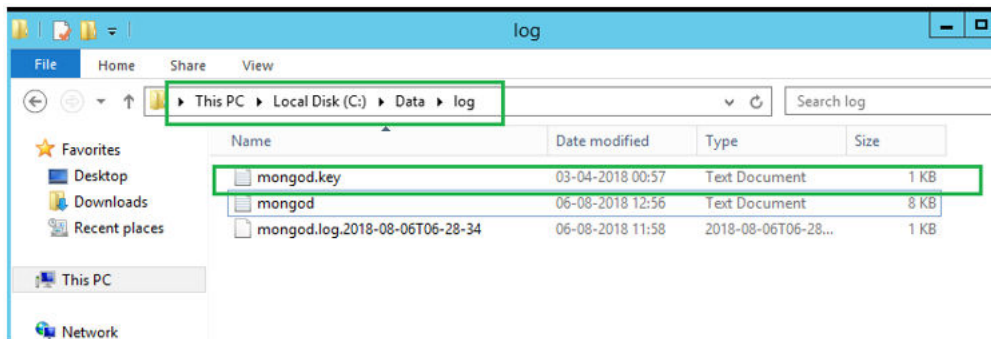 log
File Home Share View
This PC Local Disk (C:) Data log Search log
Name Date modified Type Size
Favorites
Desktop
Downloads
Recent places
This PC
Network
mongod.key 03-04-2018 00:57 Text Document 1 KB
mongod 06-08-2018 12:56 Text Document 8 KB
mongod.log.2018-08-06T06-28-34 06-08-2018 11:58 2018-08-06T06-28... 1 KB